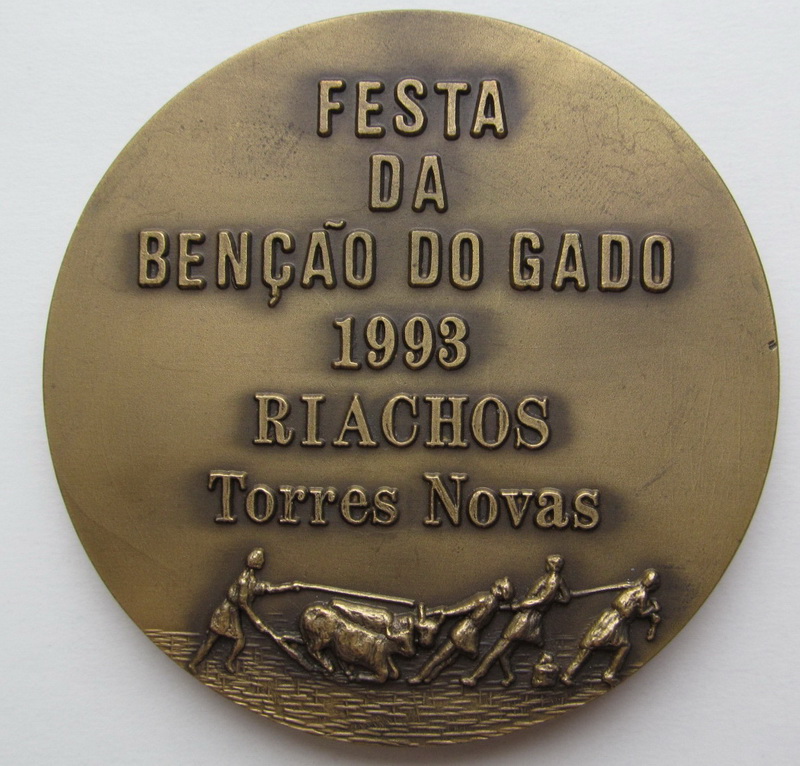 FESTA
DA
BENÇÃO DO GADO
1993
RIACHOS
Torres Novas